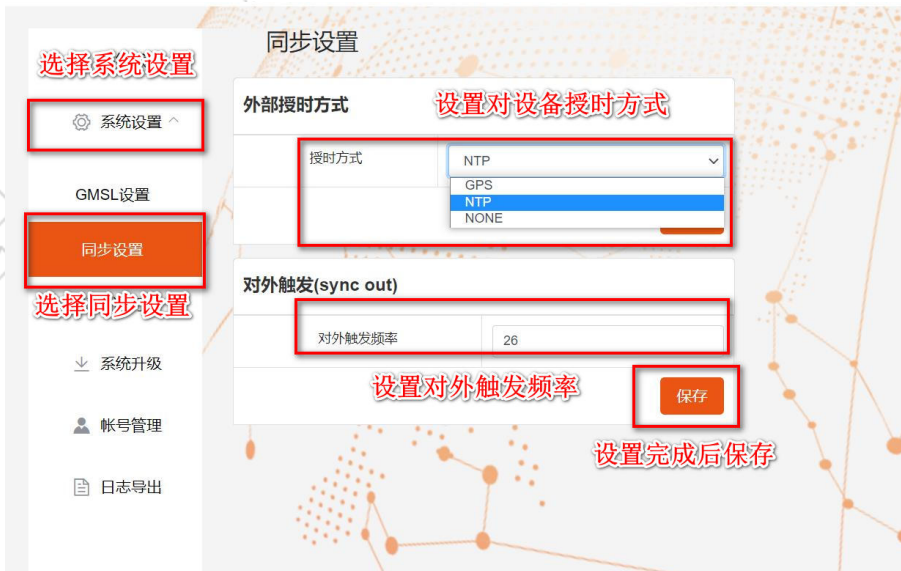 同步设置
选择系统设置
外部授时方式
设置对设备授时方式
系统设置
授时方式
NTP
GPS
NTP
NONE
GMSL设置
同步设置
对外触发(sync out)
选择同步设置
对外触发频率
26
系统升级
设置对外触发频率
保存
帐号管理
设置完成后保存
日志导出